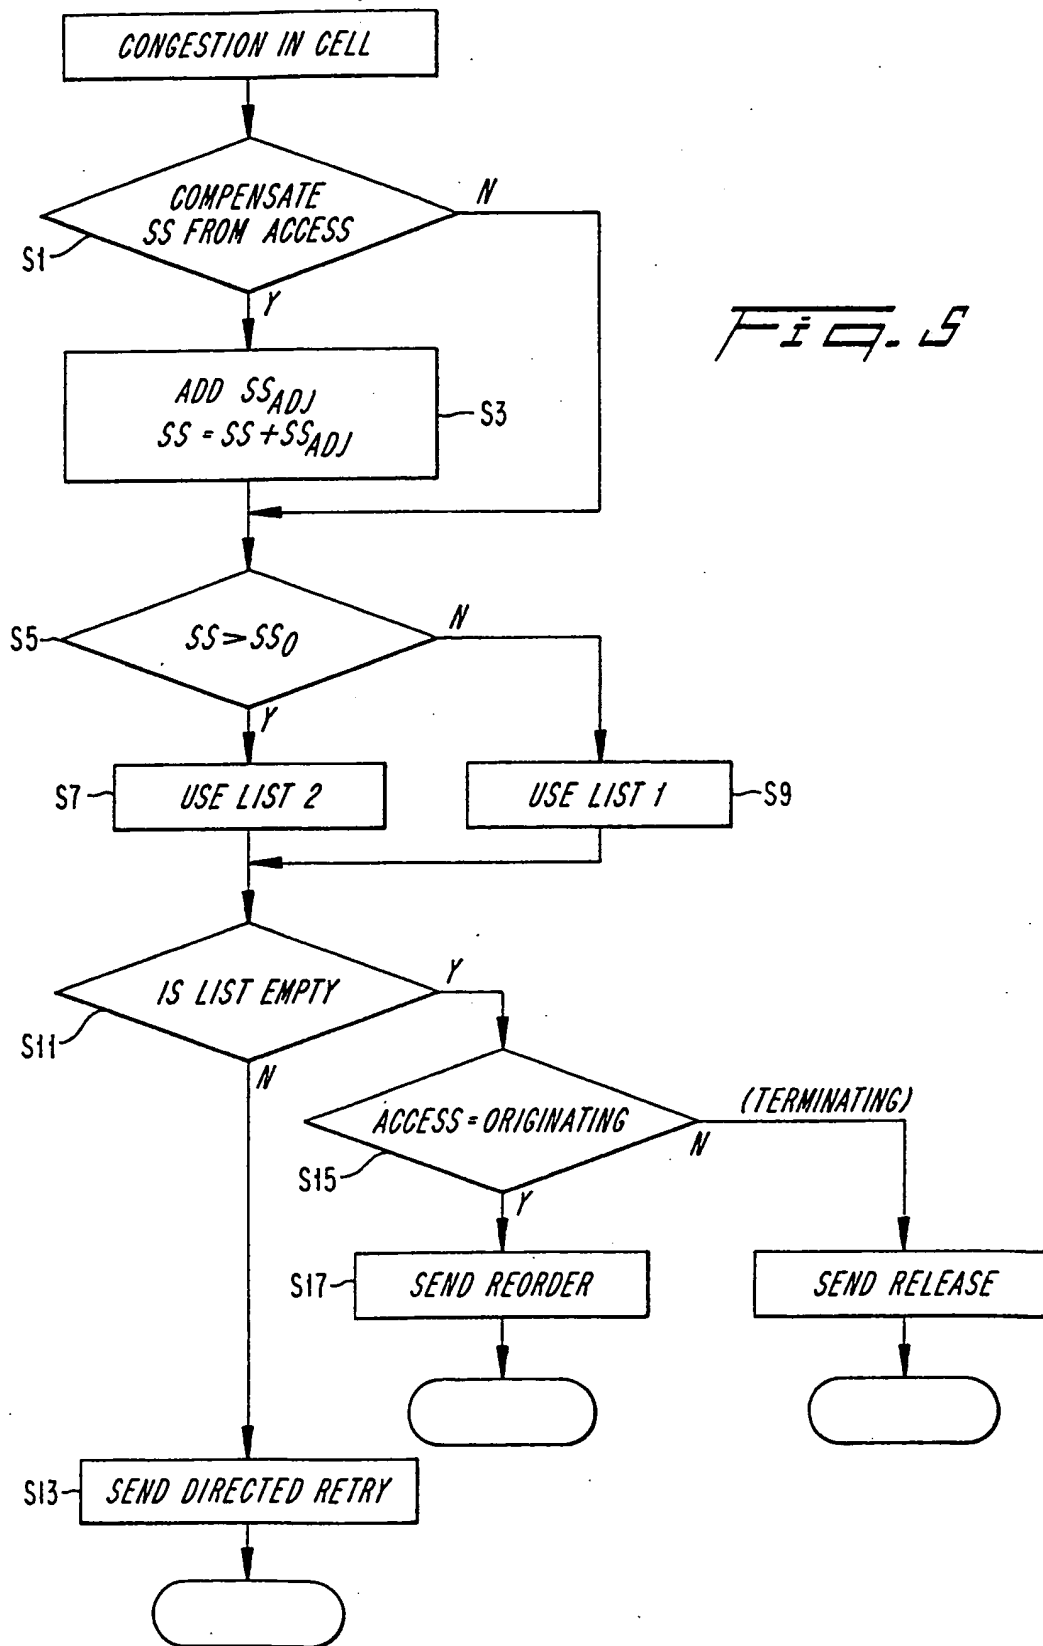 CONGESTION IN CELL
COMPENSATE
SS FROM ACCESS
N
S1
Y
Fig. 5
ADD SS_ADJ
SS = SS + SS_ADJ
S3
S5
SS > SS_0
N
Y
S7
USE LIST 2
USE LIST 1
S9
IS LIST EMPTY
Y
S11
N
ACCESS = ORIGINATING
(TERMINATING)
N
S15
Y
S17
SEND REORDER
SEND RELEASE
S13
SEND DIRECTED RETRY